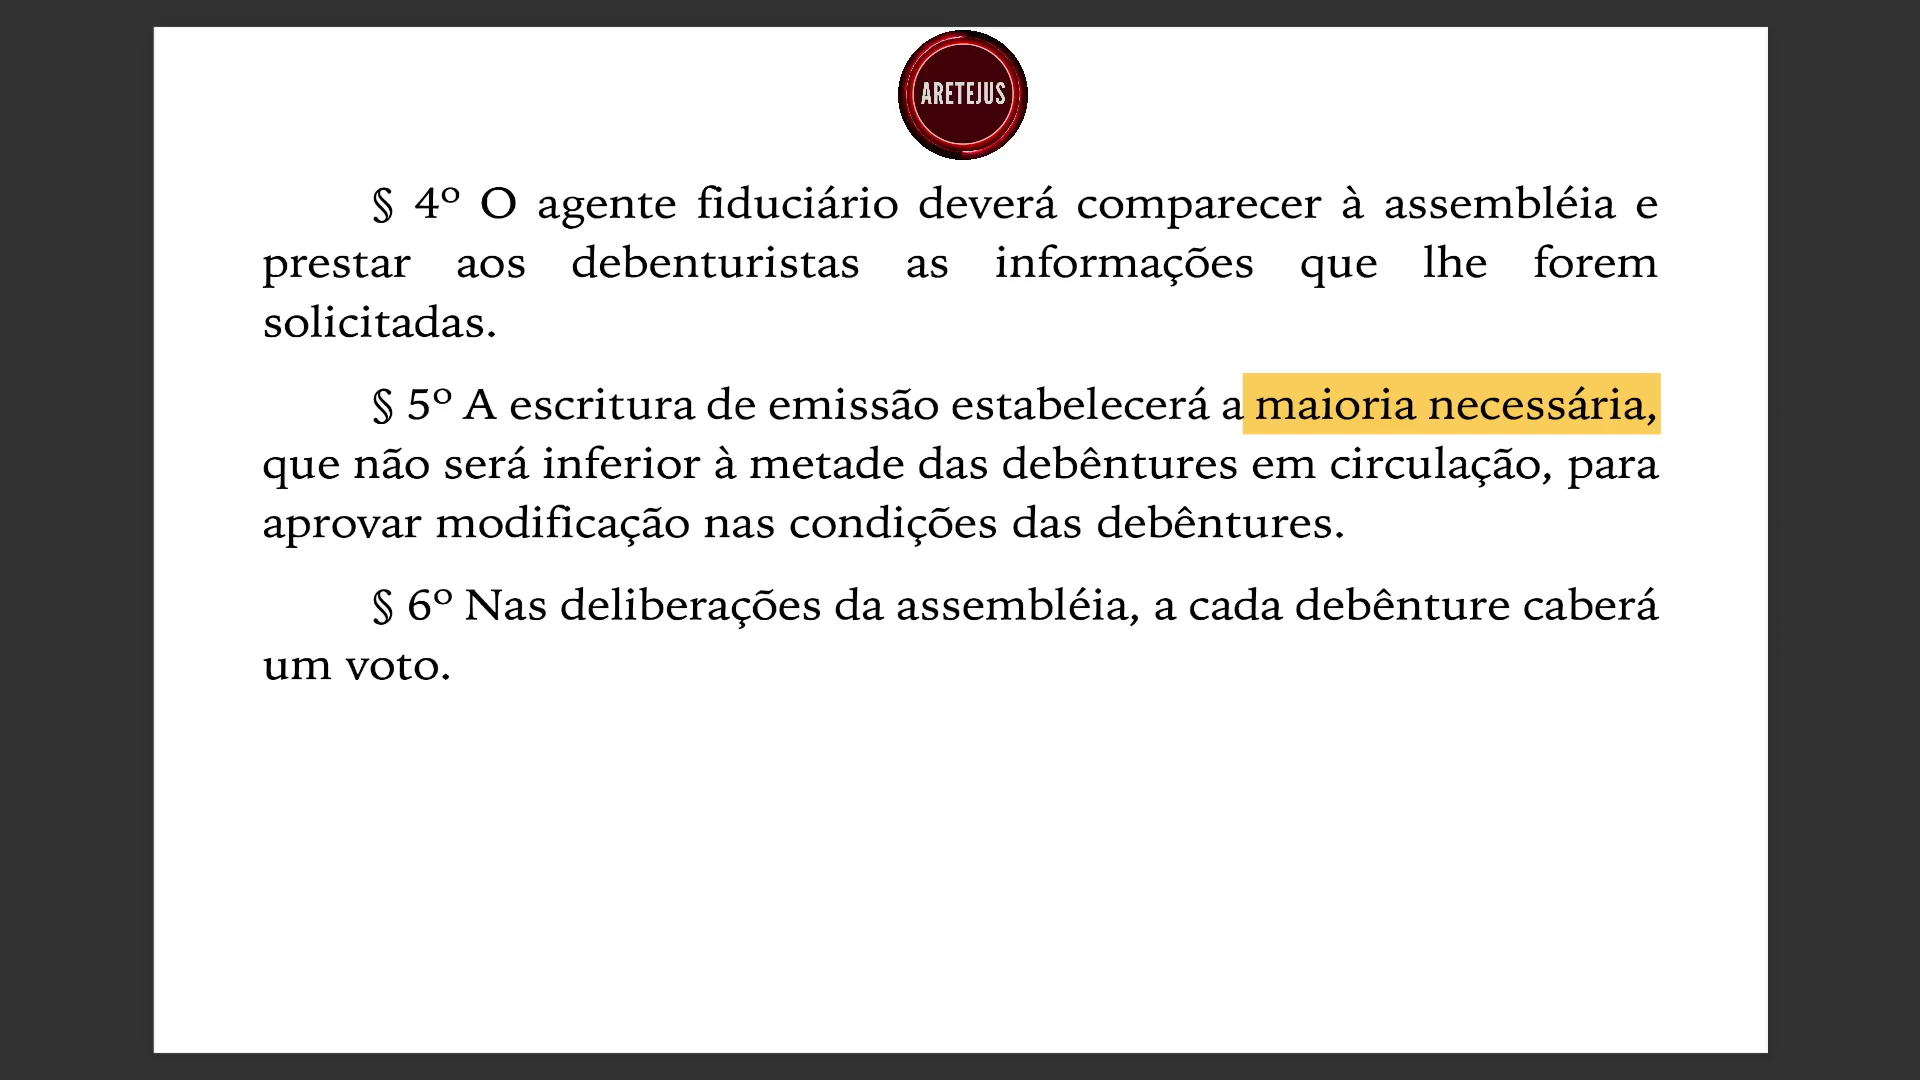 ARETEJUS
§ 4º O agente fiduciário deverá comparecer à assembléia e
prestar aos debenturistas as informações que lhe forem
solicitadas.
§ 5º A escritura de emissão estabelecerá a maioria necessária,
que não será inferior à metade das debêntures em circulação, para
aprovar modificação nas condições das debêntures.
§ 6º Nas deliberações da assembléia, a cada debênture caberá
um voto.